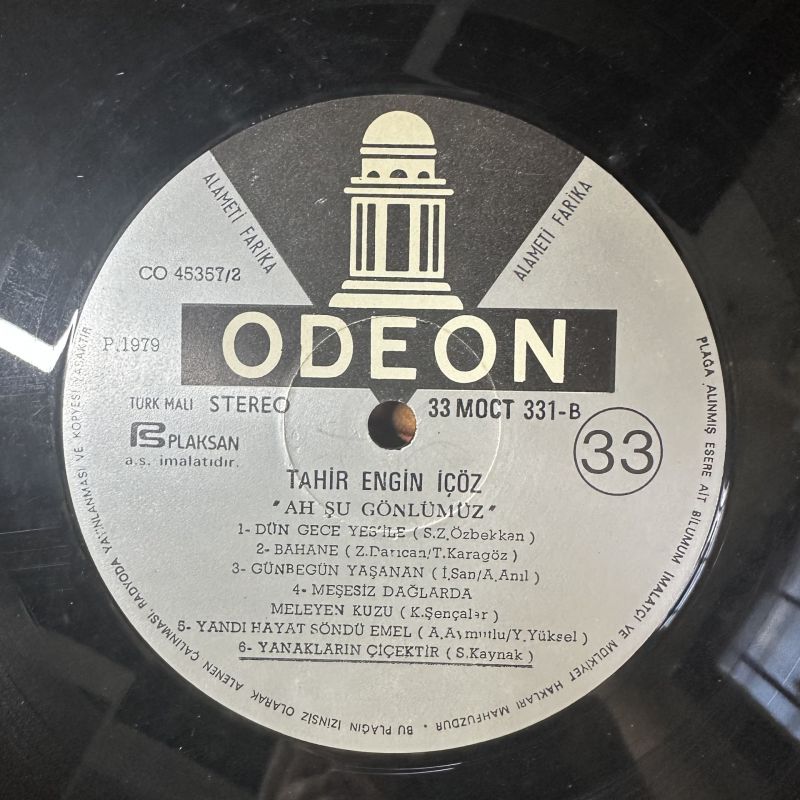 ALAMETİ FARİKA
ALAMETİ FARİKA
CO 45357/2
P.1979
ODEON
TÜRK MALI STEREO
33 MOCT 331-B
PLAKSAN
a.s. imalatıdır.
33
TAHİR ENGİN İÇÖZ
"AH ŞU GÖNLÜMÜZ"
1- DÜN GECE YES'İLE ( S.Z.Özbekkan )
2- BAHANE ( Z.Darıcan/T.Karagöz )
3- GÜNBEGÜN YAŞANAN ( İ.San/A.Anıl )
4- MEŞESİZ DAĞLARDA
MELEYEN KUZU ( K.Şençalar )
5- YANDI HAYAT SÖNDÜ EMEL ( A.Aymutlu/Y.Yüksel )
6- YANAKLARIN ÇİÇEKTİR ( S.Kaynak )
PLAĞA ALINMIŞ ESERE AİT BİLUMUM İMALATÇI VE MÜLKİYET HAKLARI MAHFUZDUR • BU PLAĞIN İZİNSİZ OLARAK ALENEN ÇALINMASI, RADYODA YAYINLANMASI VE KOPYESİ YASAKTIR